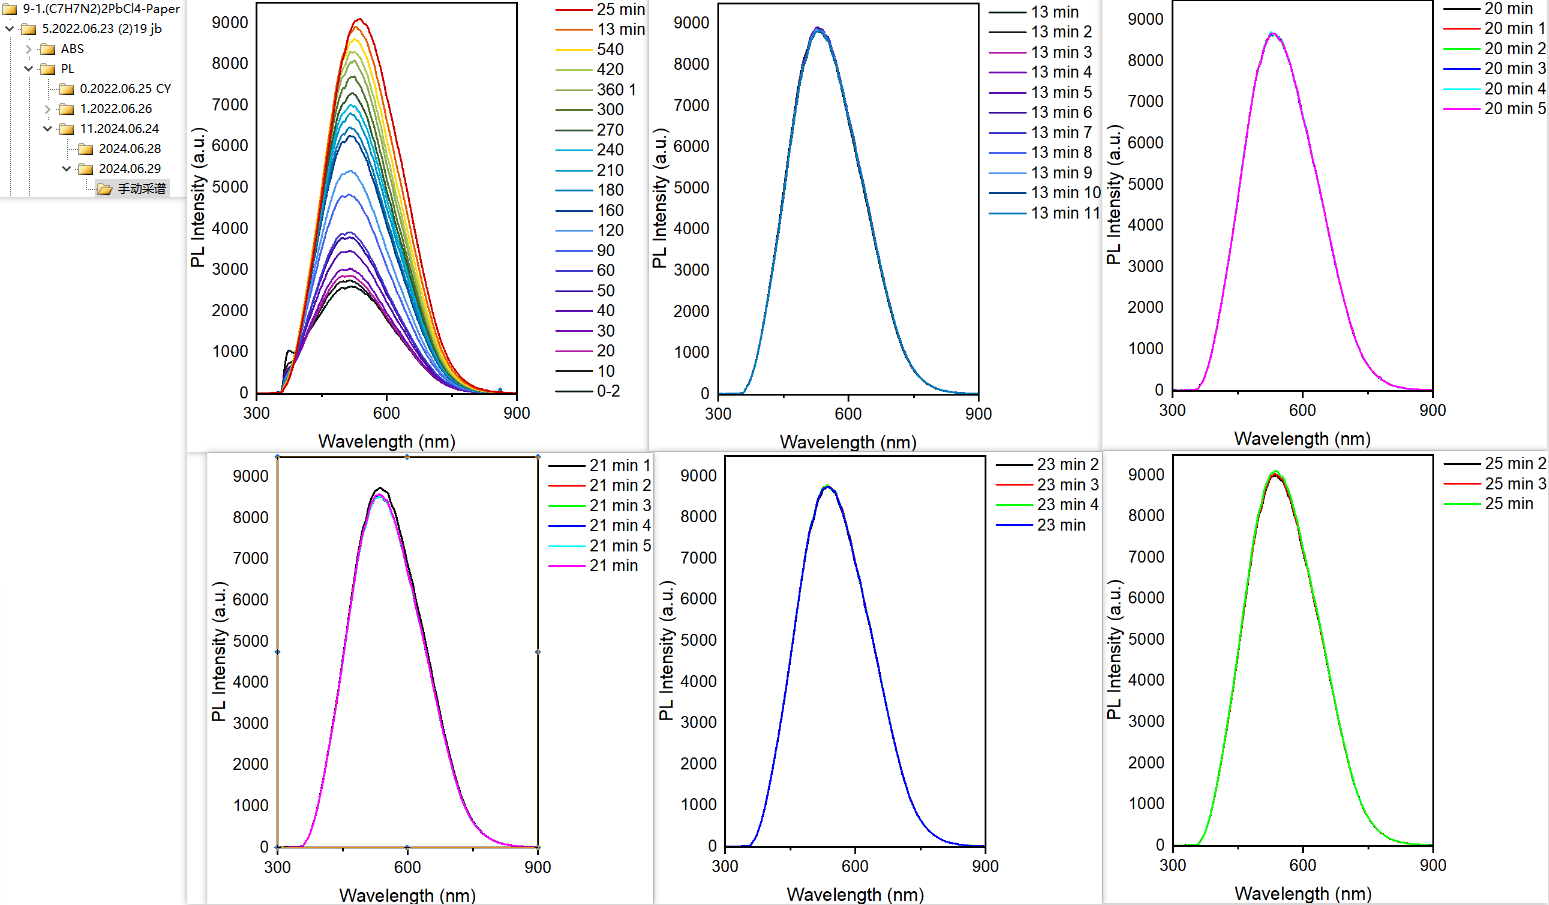 9-1.(C7H7N2)2PbCl4-Paper
5.2022.06.23 (2)19 jb
ABS
PL
0.2022.06.25 CY
1.2022.06.26
11.2024.06.24
2024.06.28
2024.06.29
手动采谱
PL Intensity (a.u.)
9000
8000
7000
6000
5000
4000
3000
2000
1000
0
300
600
900
Wavelength (nm)
25 min
13 min
540
420
360 1
300
270
240
210
180
160
120
90
60
50
40
30
20
10
0-2
PL Intensity (a.u.)
9000
8000
7000
6000
5000
4000
3000
2000
1000
0
300
600
900
Wavelength (nm)
13 min
13 min 2
13 min 3
13 min 4
13 min 5
13 min 6
13 min 7
13 min 8
13 min 9
13 min 10
13 min 11
PL Intensity (a.u.)
9000
8000
7000
6000
5000
4000
3000
2000
1000
0
300
600
900
Wavelength (nm)
20 min
20 min 1
20 min 2
20 min 3
20 min 4
20 min 5
PL Intensity (a.u.)
9000
8000
7000
6000
5000
4000
3000
2000
1000
0
300
600
900
Wavelength (nm)
21 min 1
21 min 2
21 min 3
21 min 4
21 min 5
21 min
PL Intensity (a.u.)
9000
8000
7000
6000
5000
4000
3000
2000
1000
0
300
600
900
Wavelength (nm)
23 min 2
23 min 3
23 min 4
23 min
PL Intensity (a.u.)
9000
8000
7000
6000
5000
4000
3000
2000
1000
0
300
600
900
Wavelength (nm)
25 min 2
25 min 3
25 min